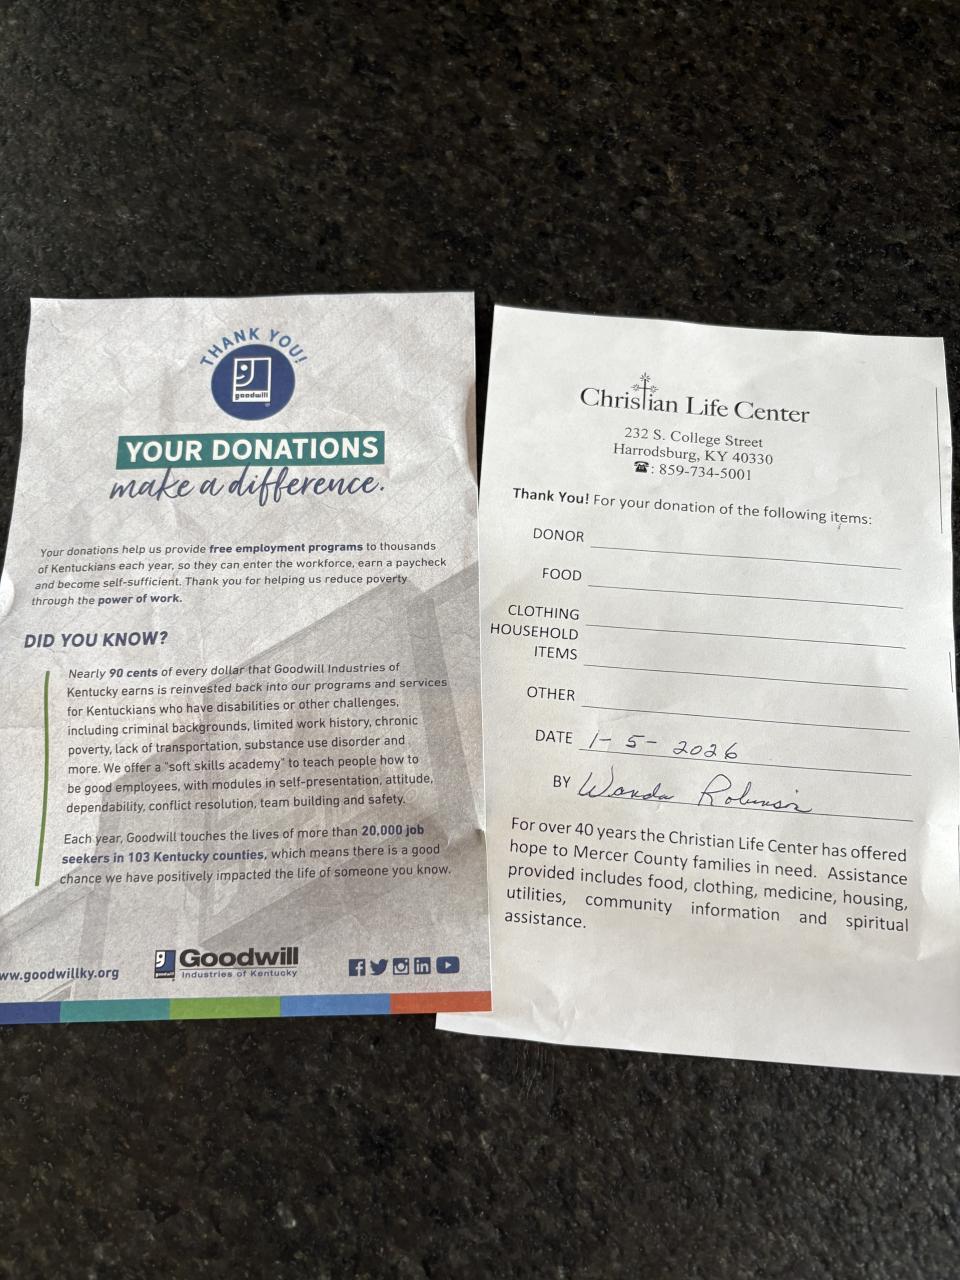 THANK YOU!
goodwill
YOUR DONATIONS
make a difference.
Your donations help us provide free employment programs to thousands
of Kentuckians each year, so they can enter the workforce, earn a paycheck
and become self-sufficient. Thank you for helping us reduce poverty
through the power of work.
DID YOU KNOW?
Nearly 90 cents of every dollar that Goodwill Industries of
Kentucky earns is reinvested back into our programs and services
for Kentuckians who have disabilities or other challenges,
including criminal backgrounds, limited work history, chronic
poverty, lack of transportation, substance use disorder and
more. We offer a "soft skills academy" to teach people how to
be good employees, with modules in self-presentation, attitude,
dependability, conflict resolution, team building and safety.
Each year, Goodwill touches the lives of more than 20,000 job
seekers in 103 Kentucky counties, which means there is a good
chance we have positively impacted the life of someone you know.
ww.goodwillky.org
goodwill
Goodwill
Industries of Kentucky
Christian Life Center
232 S. College Street
Harrodsburg, KY 40330
☎: 859-734-5001
Thank You! For your donation of the following items:
DONOR
FOOD
CLOTHING
HOUSEHOLD
ITEMS
OTHER
DATE 1-5-2026
BY Wanda Robinson
For over 40 years the Christian Life Center has offered
hope to Mercer County families in need. Assistance
provided includes food, clothing, medicine, housing,
utilities, community information and spiritual
assistance.